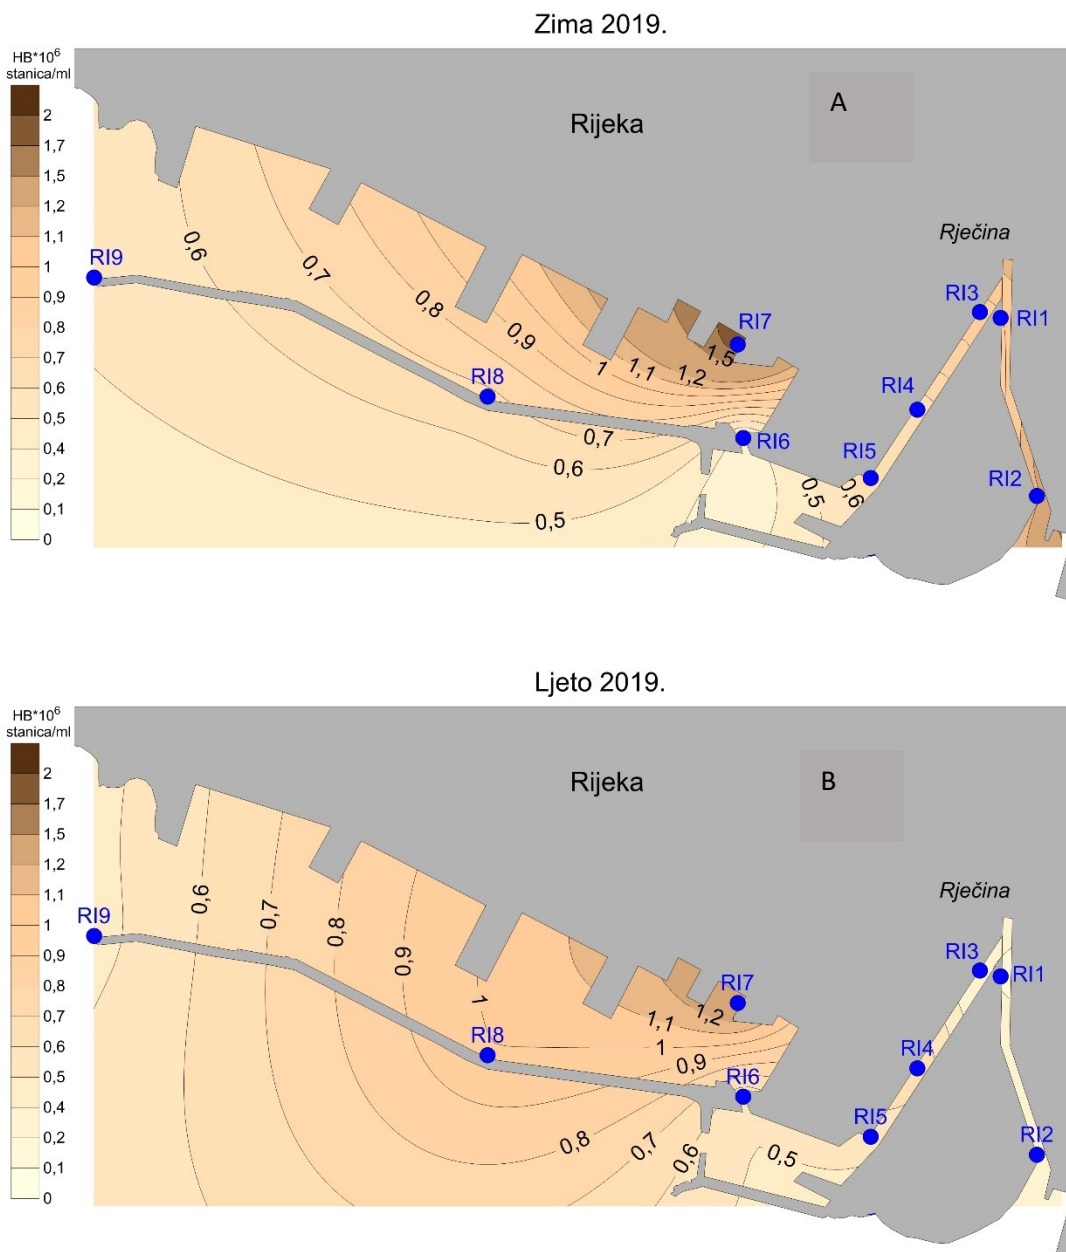 Zima 2019.
HB*10⁶
stanica/ml
2
1,7
1,5
1,2
1,1
1
0,9
0,8
0,7
0,6
0,5
0,4
0,2
0,1
0
A
Rijeka
Rječina
RI9
RI3
RI1
RI7
RI8
RI4
RI6
RI5
RI2
0,6
0,7
0,8
0,9
1
1,1
1,2
1,5
0,7
0,6
0,5
0,5
0,6
Ljeto 2019.
HB*10⁶
stanica/ml
2
1,7
1,5
1,2
1,1
1
0,9
0,8
0,7
0,6
0,5
0,4
0,2
0,1
0
B
Rijeka
Rječina
RI9
RI3
RI1
RI7
RI8
RI4
RI6
RI5
RI2
0,6
0,7
0,8
0,9
1
1,1
1,2
1
0,9
0,8
0,7
0,6
0,5